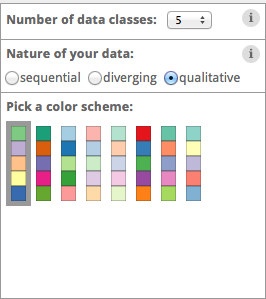 Number of data classes: 5 i
Nature of your data: i
sequential diverging qualitative
Pick a color scheme: